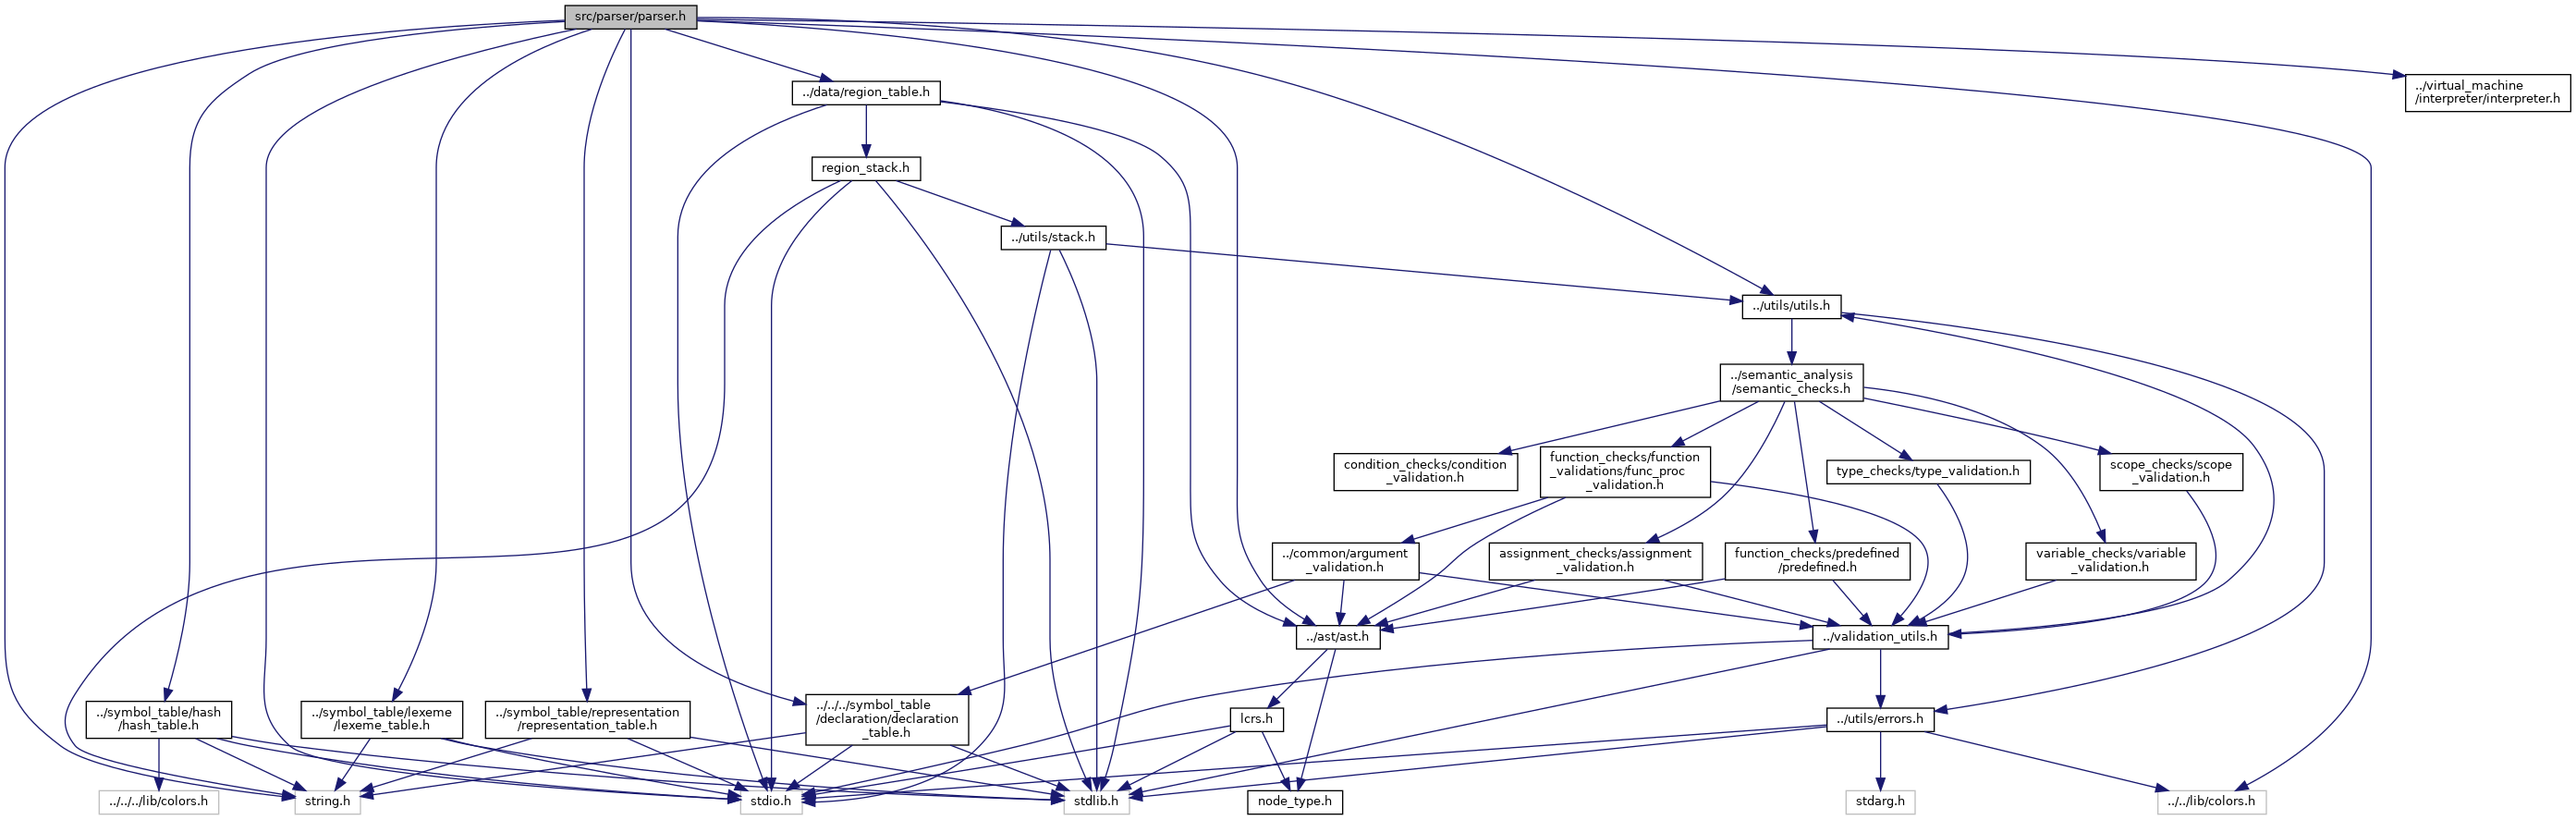 src/parser/parser.h
../virtual_machine
/interpreter/interpreter.h
../data/region_table.h
region_stack.h
../utils/stack.h
../utils/utils.h
../semantic_analysis
/semantic_checks.h
condition_checks/condition
_validation.h
function_checks/function
_validations/func_proc
_validation.h
type_checks/type_validation.h
scope_checks/scope
_validation.h
../common/argument
_validation.h
assignment_checks/assignment
_validation.h
function_checks/predefined
/predefined.h
variable_checks/variable
_validation.h
../ast/ast.h
../validation_utils.h
../symbol_table/hash
/hash_table.h
../symbol_table/lexeme
/lexeme_table.h
../symbol_table/representation
/representation_table.h
../../../symbol_table
/declaration/declaration
_table.h
lcrs.h
../utils/errors.h
../../../lib/colors.h
string.h
stdio.h
stdlib.h
node_type.h
stdarg.h
../../lib/colors.h